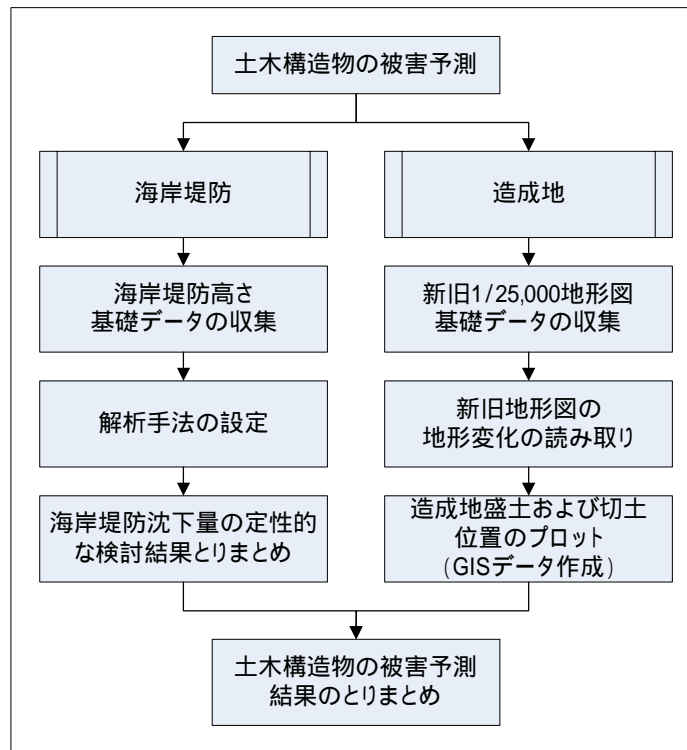 土木構造物の被害予測
海岸堤防
海岸堤防高さ
基礎データの収集
解析手法の設定
海岸堤防沈下量の定性的
な検討結果とりまとめ
造成地
新旧1/25,000地形図
基礎データの収集
新旧地形図の
地形変化の読み取り
造成地盛土および切土
位置のプロット
(GISデータ作成)
土木構造物の被害予測
結果のとりまとめ